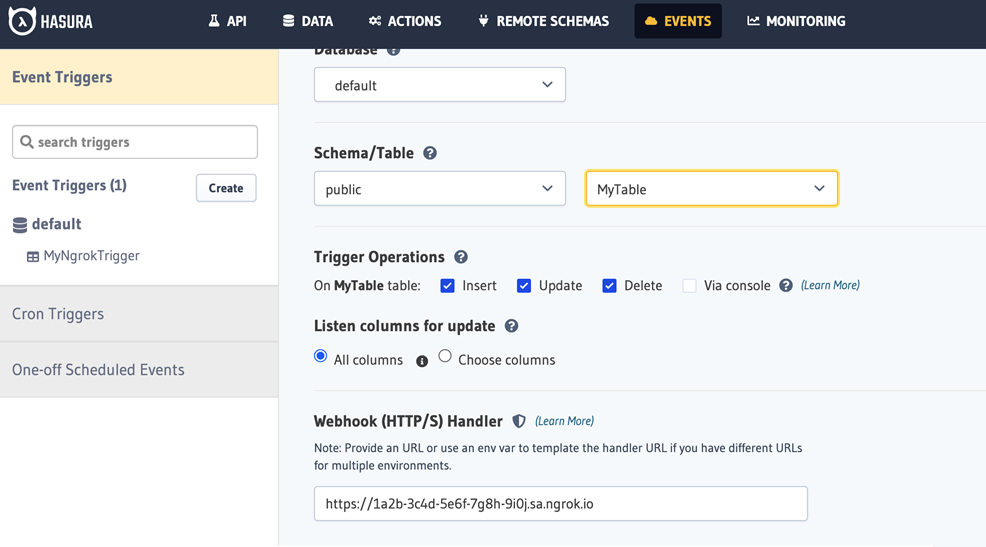 HASURA
API
DATA
ACTIONS
REMOTE SCHEMAS
EVENTS
MONITORING
Event Triggers
search triggers
Event Triggers (1)
Create
default
MyNgrokTrigger
Cron Triggers
One-off Scheduled Events
Database
default
Schema/Table
public
MyTable
Trigger Operations
On MyTable table: Insert Update Delete Via console (Learn More)
Listen columns for update
All columns Choose columns
Webhook (HTTP/S) Handler (Learn More)
Note: Provide an URL or use an env var to template the handler URL if you have different URLs
for multiple environments.
https://1a2b-3c4d-5e6f-7g8h-9i0j.sa.ngrok.io